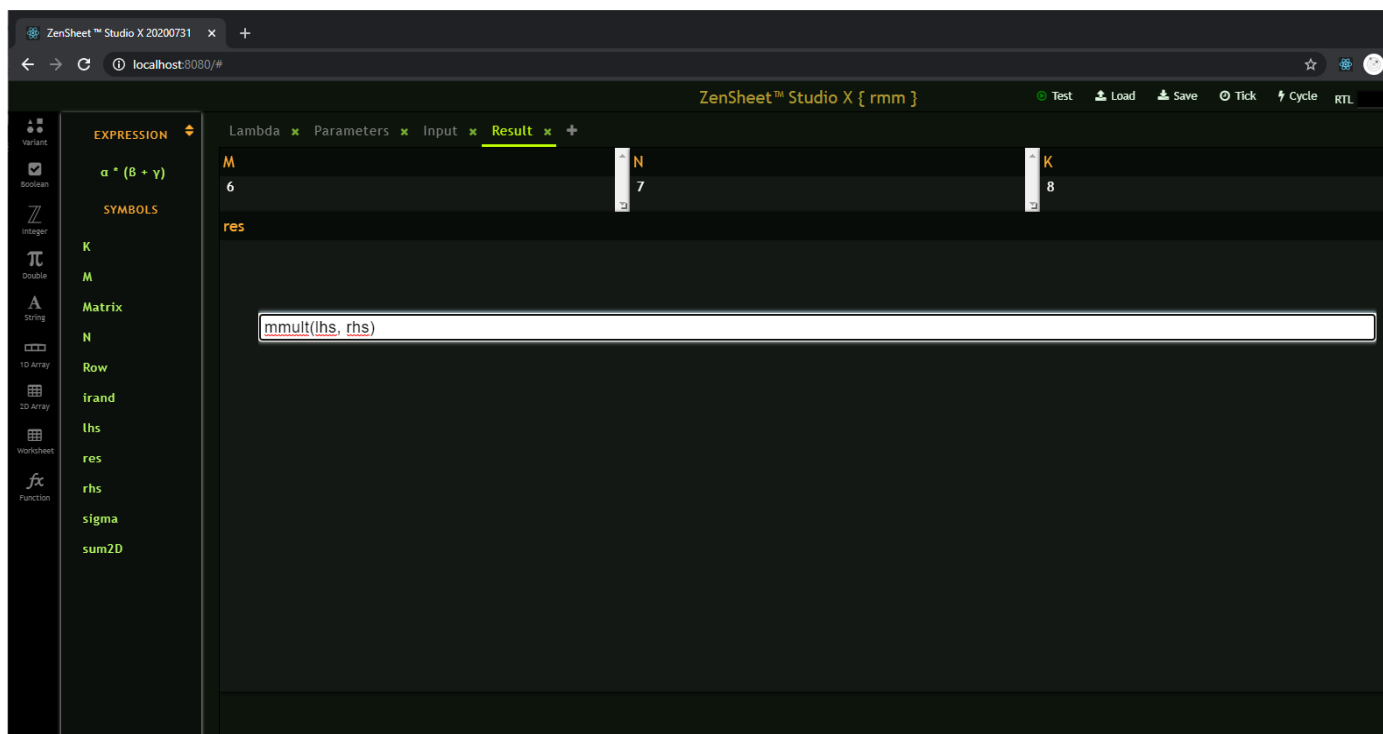 ZenSheet™ Studio X 20200731 × +
localhost:8080/#
ZenSheet™ Studio X { rmm } Test Load Save Tick Cycle RTL
Variant
Boolean
ℤ
Integer
π
Double
A
String
1D Array
2D Array
Worksheet
fx
Function
EXPRESSION
α * (β + γ)
SYMBOLS
K
M
Matrix
N
Row
irand
lhs
res
rhs
sigma
sum2D
Lambda × Parameters × Input × Result × +
M N K
6 7 8
res
mmult(lhs, rhs)